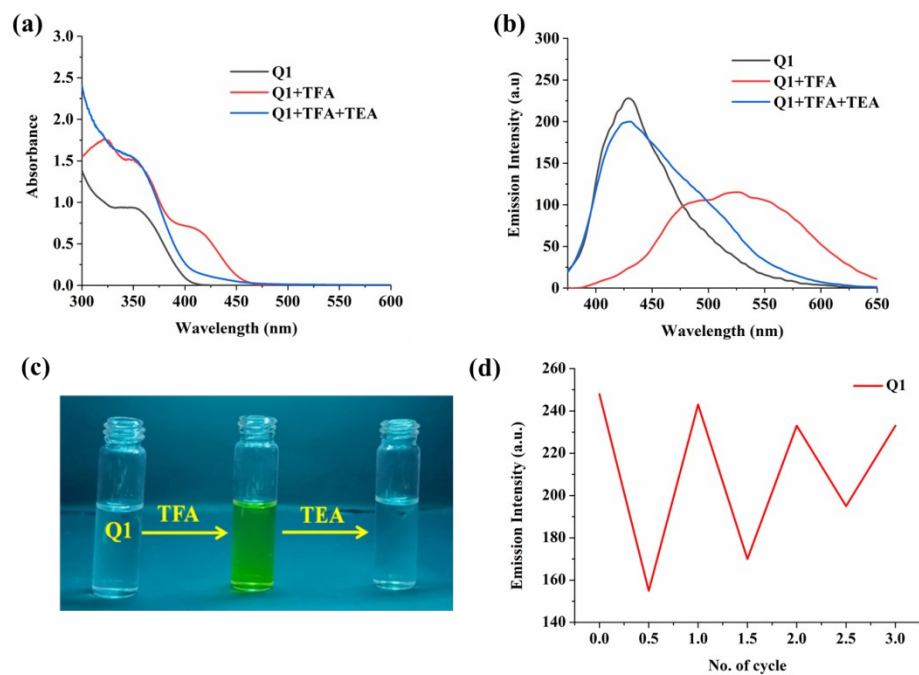 (a)
Q1
Q1+TFA
Q1+TFA+TEA
3.0
2.5
2.0
1.5
1.0
0.5
0.0
Absorbance
300
350
400
450
500
550
600
Wavelength (nm)
(b)
Q1
Q1+TFA
Q1+TFA+TEA
300
250
200
150
100
50
0
Emission Intensity (a.u)
400
450
500
550
600
650
Wavelength (nm)
(c)
Q1
TFA
TEA
(d)
Q1
260
240
220
200
180
160
140
Emission Intensity (a.u.)
0.0
0.5
1.0
1.5
2.0
2.5
3.0
No. of cycle